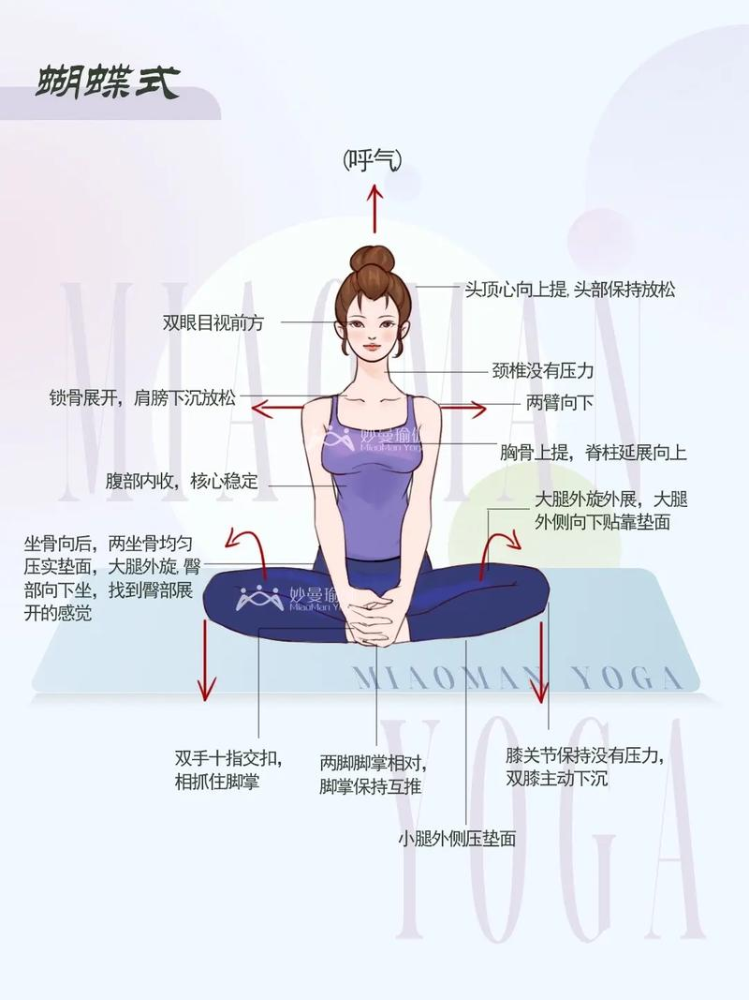 蝴蝶式
(呼气)
头顶心向上提, 头部保持放松
双眼目视前方
颈椎没有压力
锁骨展开，肩膀下沉放松
两臂向下
妙曼瑜伽
MiaoMan Yoga
胸骨上提，脊柱延展向上
腹部内收，核心稳定
大腿外旋外展，大腿
外侧向下贴靠垫面
坐骨向后，两坐骨均匀
压实垫面，大腿外旋, 臀
部向下坐，找到臀部展
开的感觉
妙曼瑜伽
MiaoMan Yoga
MIAOMAN YOGA
双手十指交扣，
相抓住脚掌
两脚脚掌相对，
脚掌保持互推
膝关节保持没有压力，
双膝主动下沉
小腿外侧压垫面
MIAOMAN
YOGA